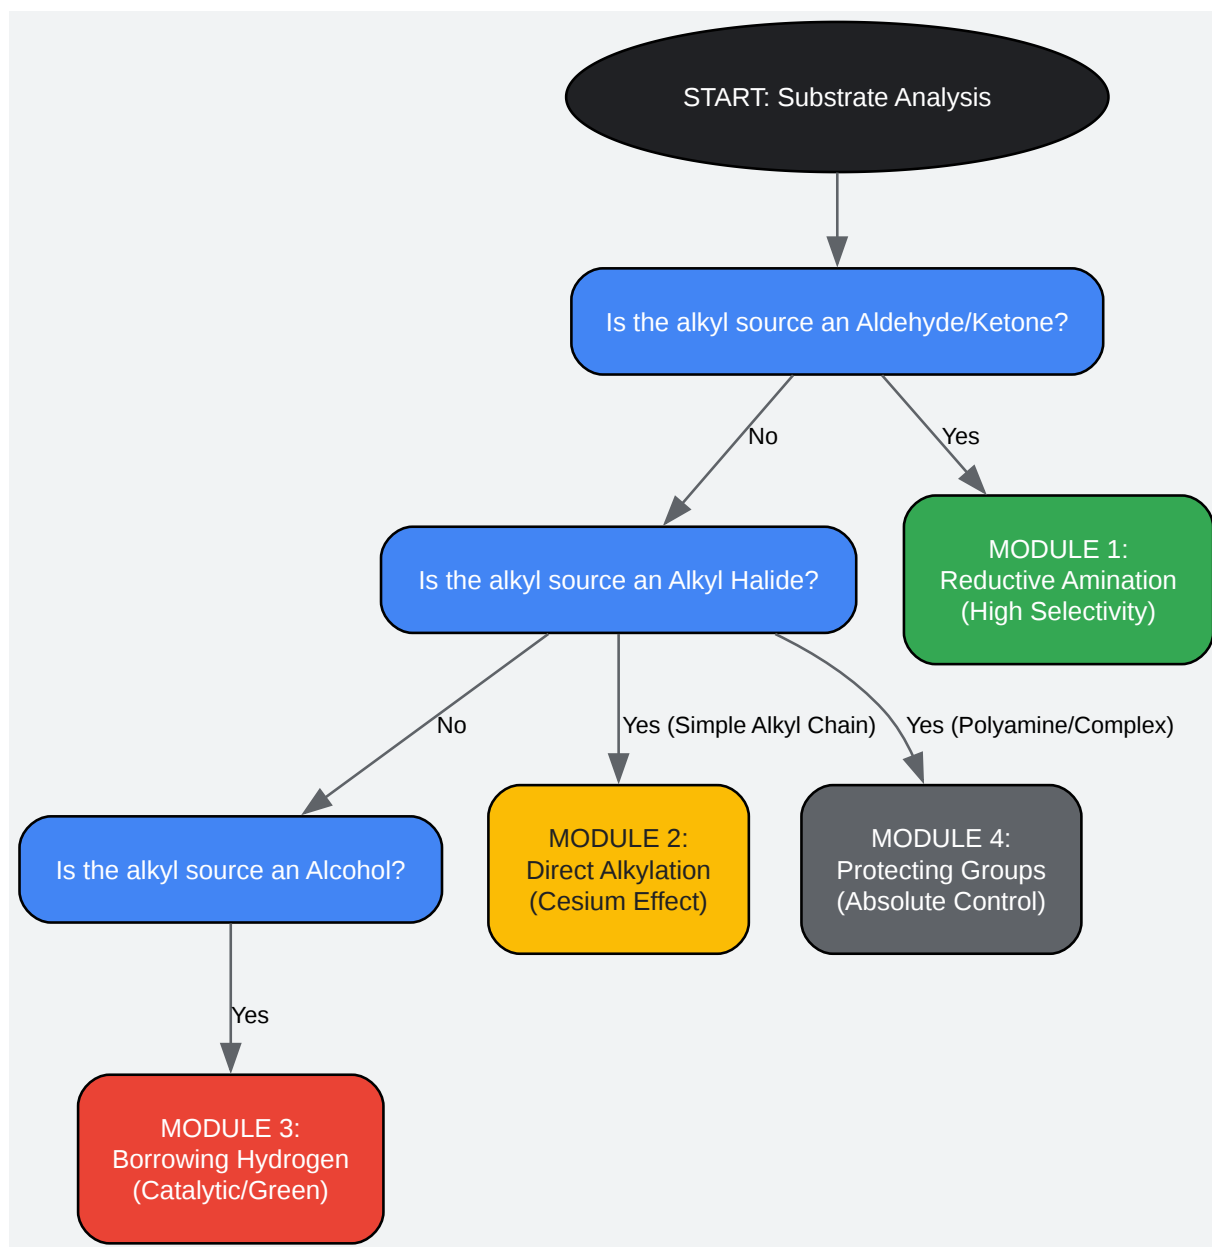 START: Substrate Analysis
Is the alkyl source an Aldehyde/Ketone?
No
Yes
MODULE 1:
Reductive Amination
(High Selectivity)
Is the alkyl source an Alkyl Halide?
No
Yes (Simple Alkyl Chain)
Yes (Polyamine/Complex)
MODULE 2:
Direct Alkylation
(Cesium Effect)
MODULE 4:
Protecting Groups
(Absolute Control)
Is the alkyl source an Alcohol?
Yes
MODULE 3:
Borrowing Hydrogen
(Catalytic/Green)